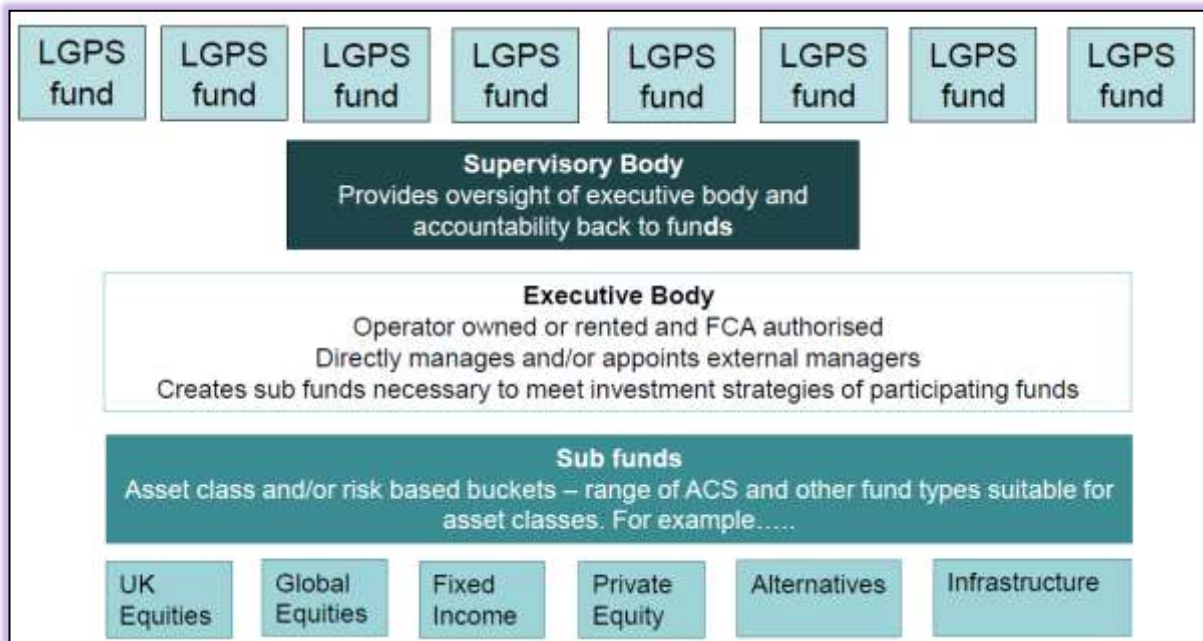 LGPS fund
LGPS fund
LGPS fund
LGPS fund
LGPS fund
LGPS fund
LGPS fund
LGPS fund
Supervisory Body
Provides oversight of executive body and
accountability back to funds
Executive Body
Operator owned or rented and FCA authorised
Directly manages and/or appoints external managers
Creates sub funds necessary to meet investment strategies of participating funds
Sub funds
Asset class and/or risk based buckets – range of ACS and other fund types suitable for
asset classes. For example.....
UK
Equities
Global
Equities
Fixed
Income
Private
Equity
Alternatives
Infrastructure